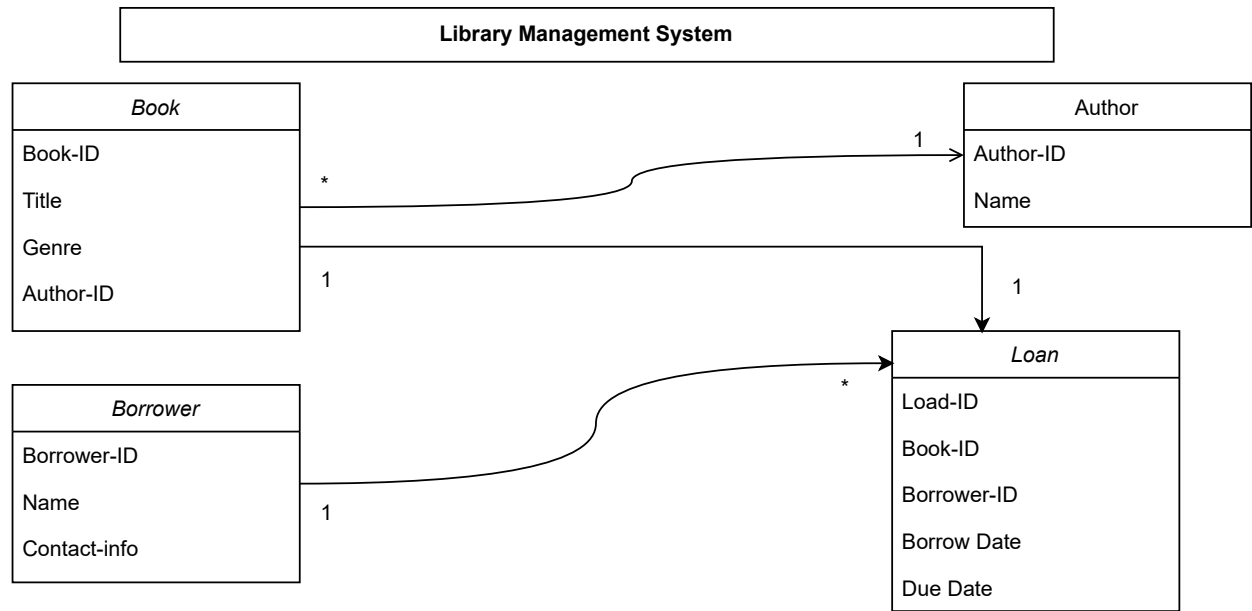 Library Management System
Book
Book-ID
Title
Genre
Author-ID
*
1
Author
Author-ID
Name
1
1
Borrower
Borrower-ID
Name
Contact-info
1
*
Loan
Load-ID
Book-ID
Borrower-ID
Borrow Date
Due Date